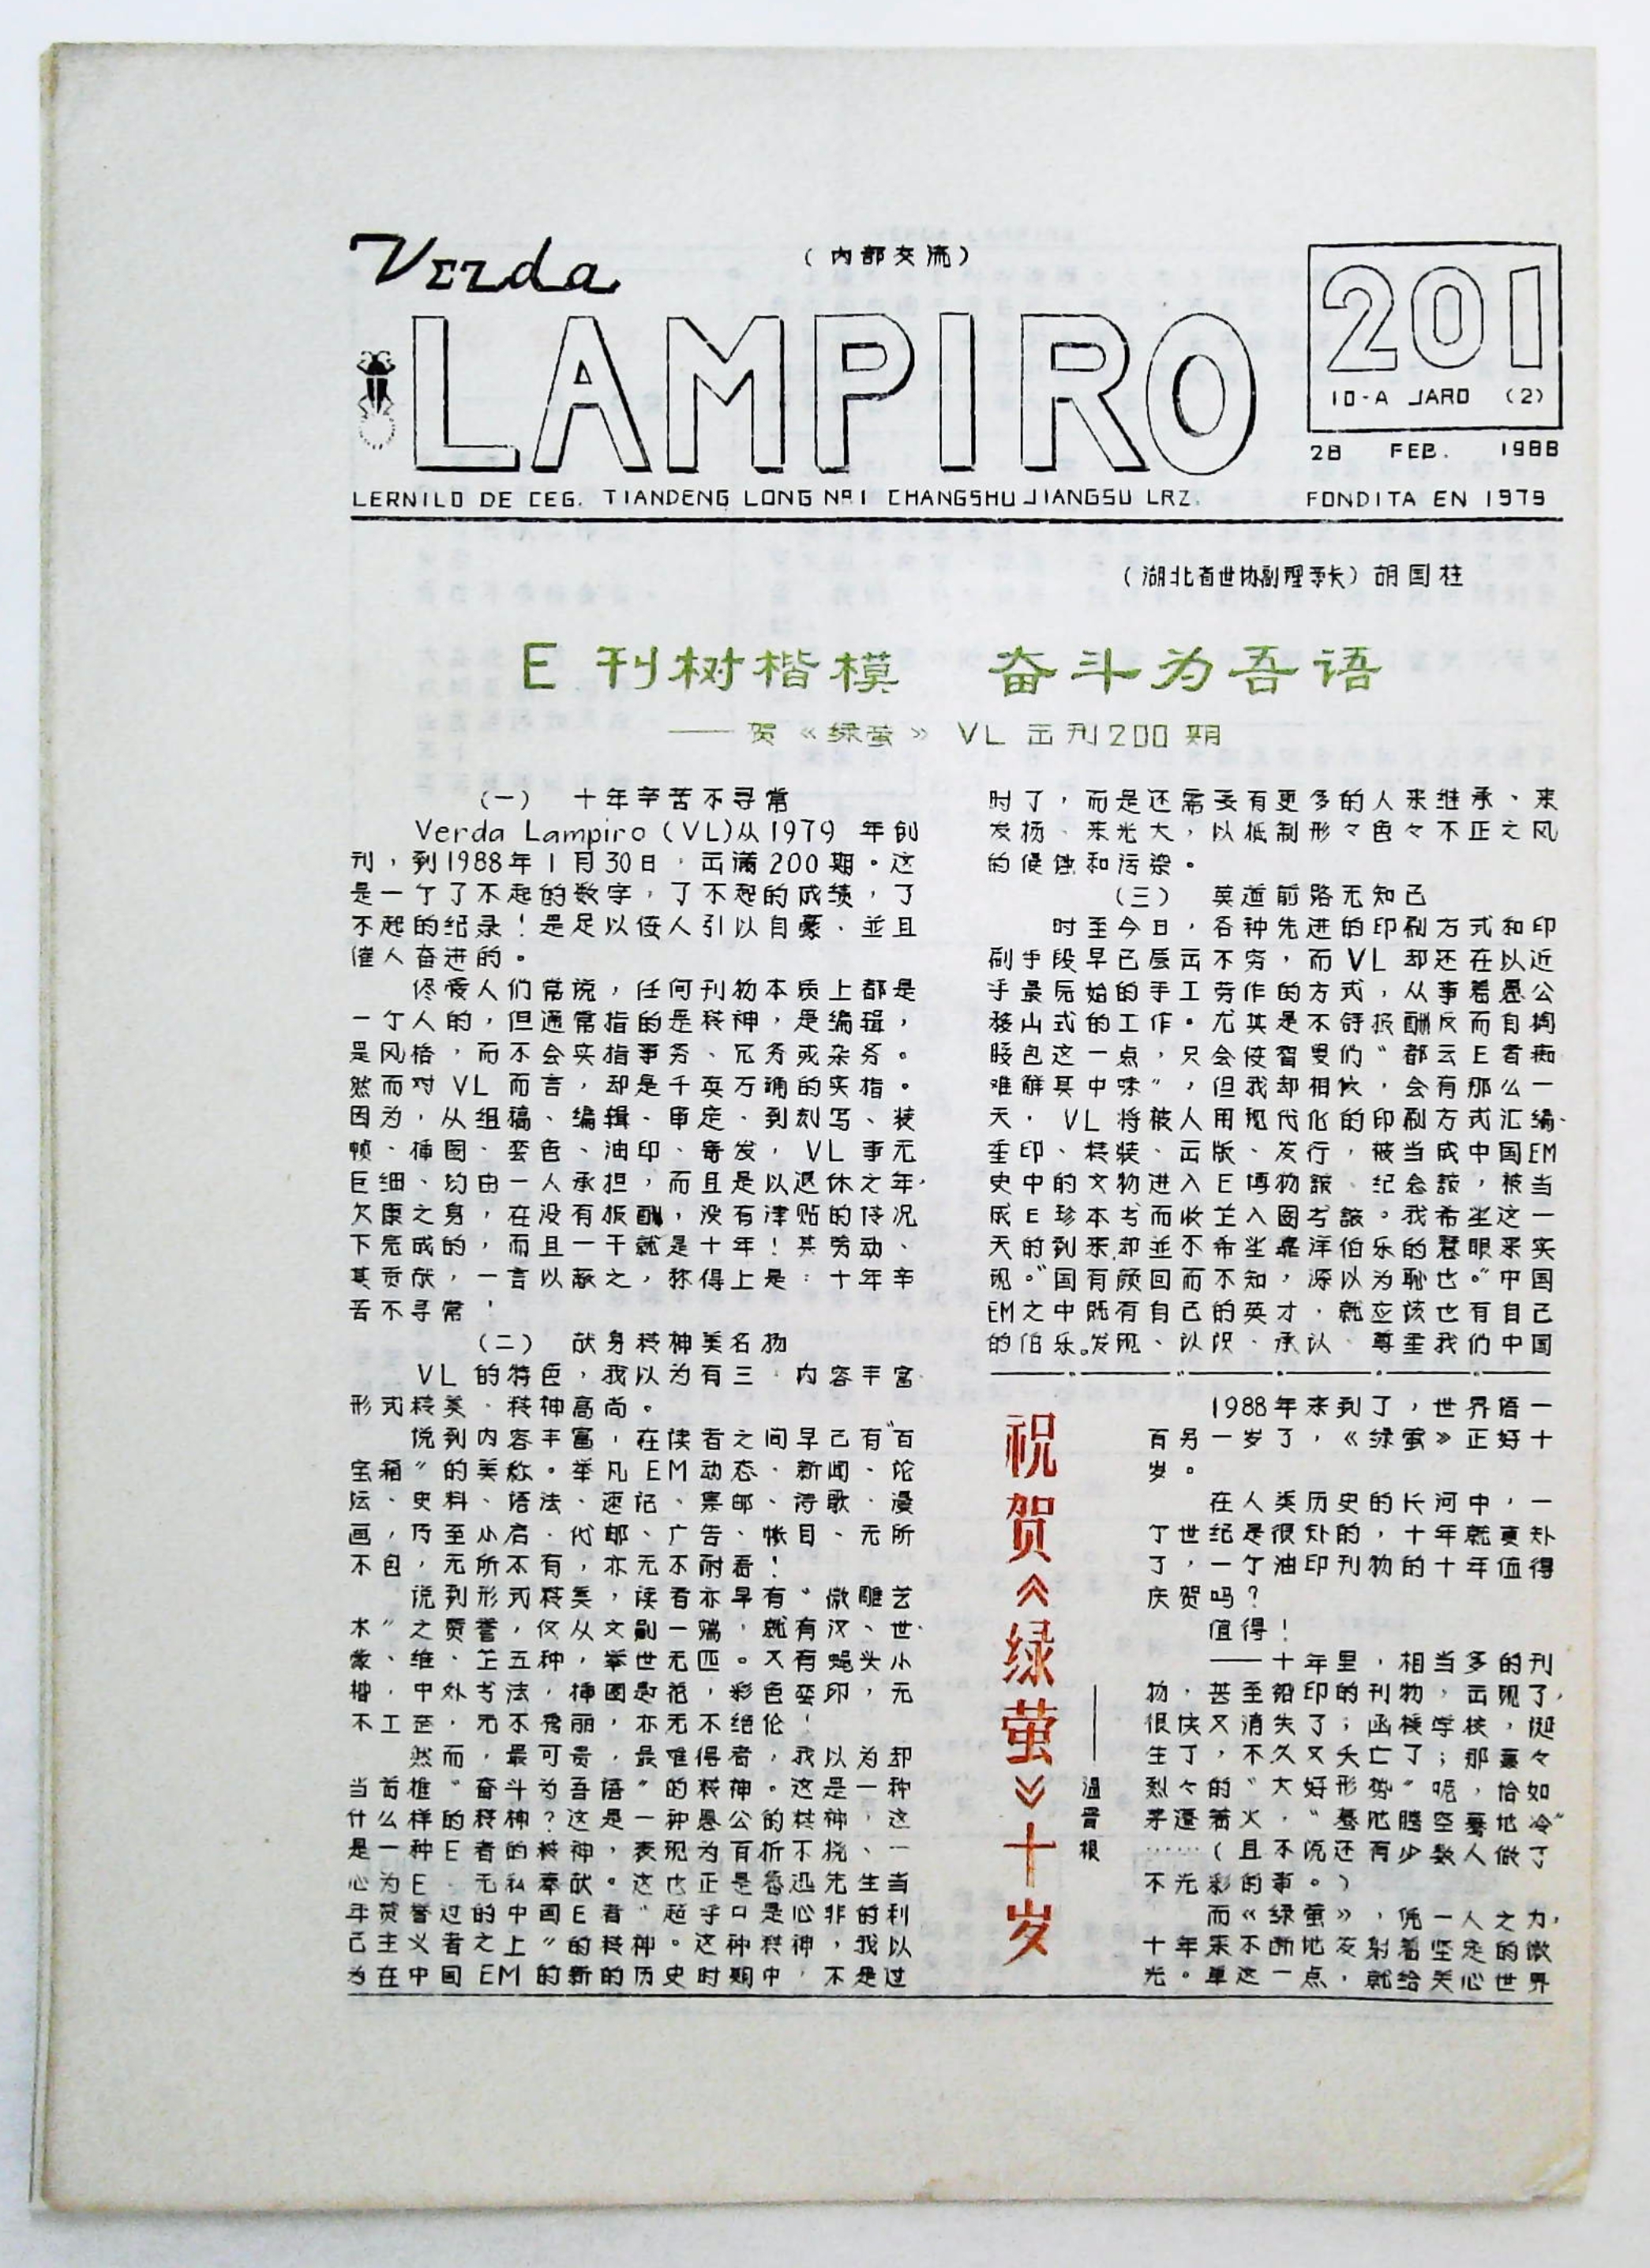 Verda
(内部交流)
LAMPIRO
201
10-A JARO (2)
28 FEB. 1988
LERNILO DE CEG. TIANDENG LONG Nº1 CHANGSHU JIANGSU LRZ.
FONDITA EN 1979
(湖北省世协副理事长) 胡国柱
E刊树楷模 奋斗为吾语
——贺《绿萤》VL 出刊200期
(一) 十年辛苦不寻常
Verda Lampiro (VL)从1979 年创
刊，到1988年1月30日，出满200期。这
是一个了不起的数字，了不起的成绩，了
不起的纪录！是足以使人引以自豪、並且
催人奋进的。
尽管人们常说，任何刊物本质上都是
一个人的，但通常指的是精神，是编辑，
是风格，而不会实指事务、冗务或杂务。
然而对 VL 而言，却是千真万确的实指。
因为，从组稿、编辑、审定、到刻写、装
帧、插图、套色、油印、寄发，VL 事无
巨细、均由一人承担，而且是以退休之年、
欠康之身，在没有报酬，没有津贴的情况
下完成的，而且一干就是十年！其劳动、
其贡献，一言以蔽之，称得上是：十年辛
苦不寻常！
(二) 献身精神美名扬
VL 的特色，我以为有三，内容丰富、
形式精美、精神高尚。
说到内容丰富，在读者之间早已有"百
宝箱"的美称。举凡 EM动态、新闻、论
坛、史料、语法、速记、集邮、诗歌、漫
画，乃至小启、代邮、广告、帐目、无所
不包，无所不有，亦无不耐看！
说到形式精美，读者亦早有"微雕艺
术"之赞誉，仅从文副一端，就有汉、世、
蒙、维、芷五种，举世无匹。又有蝇头小
楷，中外书法，插图题花，彩色套印，无
不工整，无不秀丽，亦无不绝伦！
然而，最可贵，最难得者，我以为却
当首推"奋斗为吾语"的精神。这是一种
什么样的精神？这是一种愚公的精神，这
是一种E者的精神，表现为百折不挠、一
心为E、无私奉献。这也正是鲁迅先生当
年赞誉过的中国E者"超乎口是心非的利
己主义者之上"的精神。这种精神，我以
为在中国 EM 的新的历史时期中，不是过
时了，而是还需要有更多的人来继承、来
发扬、来光大，以抵制形々色々不正之风
的侵蚀和污染。
(三) 莫道前路无知己
时至今日，各种先进的印刷方式和印
刷手段早已层出不穷，而 VL 却还在以近
乎最原始的手工劳作的方式，从事着愚公
移山式的工作。尤其是不舒报酬反而自掏
腰包这一点，只会使智叟们"都云E者痴
难解其中味"，但我却相信，会有那么一
天，VL 将被人用现代化的印刷方式汇编、
重印、精装、出版、发行，被当成中国EM
史中的文物进入E博物馆、纪念馆，被当
成E珍本书而收芷入图书馆。我希望这一
天的到来,却並不希望靠洋伯乐的慧眼来实
现。"国有颜回而不知，深以为恥也。"中国
EM之中既有自己的英才，就应该也有自己
的伯乐。发现、认识、承认、尊重我们中国
祝贺《绿萤》十岁
——温晋根
1988年来到了，世界语一
百另一岁了，《绿萤》正好十
岁。
在人类历史的长河中，一
个世纪是很短的，十年就更短
了，一个油印刊物的十年值得
庆贺吗？
值得！
——十年里，相当多的刊
物，甚至铅印的刊物，出现了，
很快又消失了；函授学校，诞
生了，不久又夭亡了；那轰々
烈々的"大好形势"呢，恰如
茅蓬着火，"蓦地腾空蓦地冷"
……(且不说还有少数人做了
不光彩的事。)
而《绿萤》，凭一人之力，
十年来不断地发射着坚定的微
光。单这一点，就给关心世界